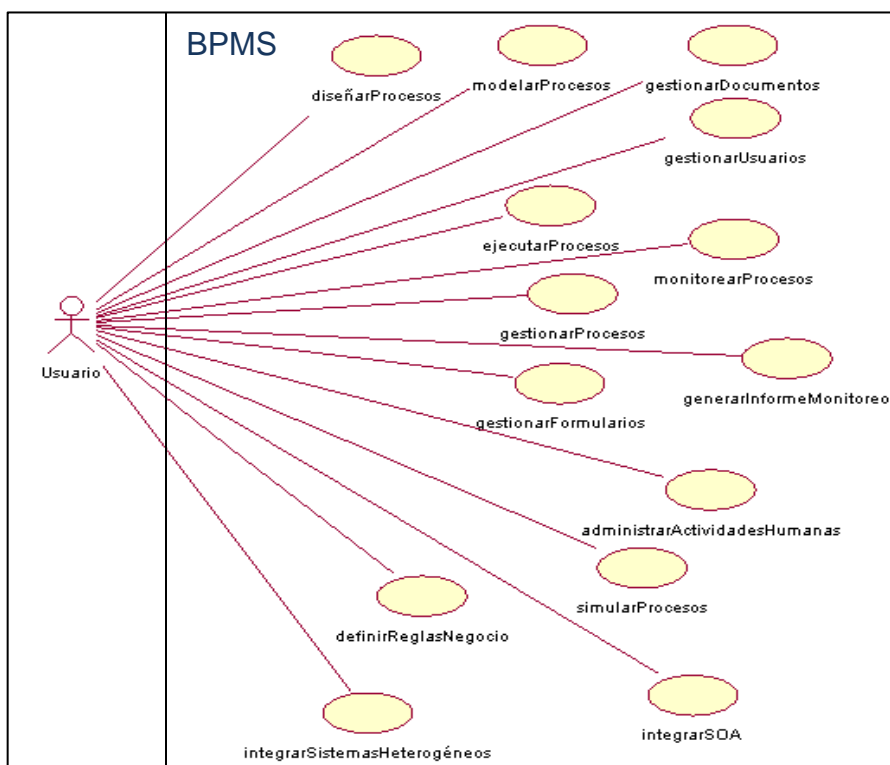 BPMS
diseñarProcesos
modelarProcesos
gestionarDocumentos
gestionarUsuarios
ejecutarProcesos
monitorearProcesos
gestionarProcesos
Usuario
generarInformeMonitoreo
gestionarFormularios
administrarActividadesHumanas
simularProcesos
definirReglasNegocio
integrarSOA
integrarSistemasHeterogéneos